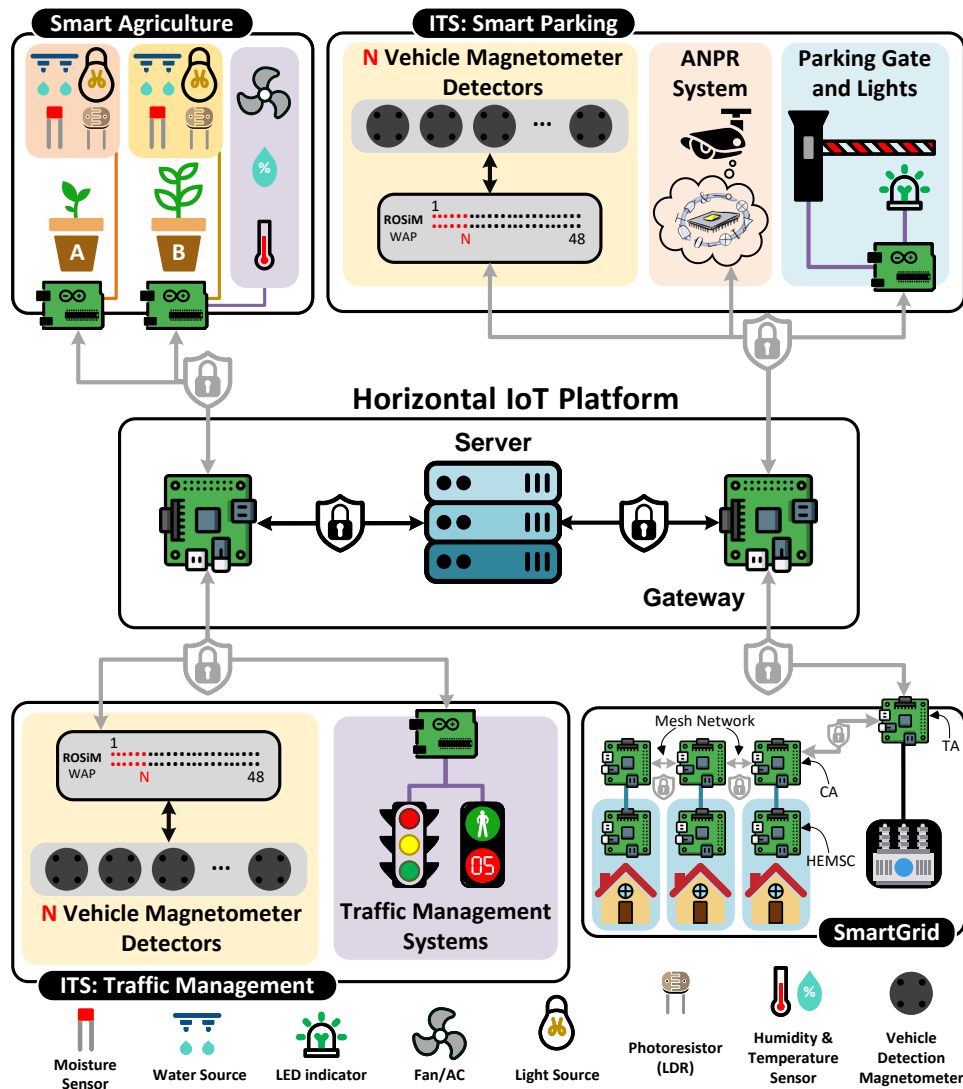 Smart Agriculture
%
A
B
ITS: Smart Parking
N Vehicle Magnetometer
Detectors
...
1
ROSiM
WAP
N
48
ANPR
System
Parking Gate
and Lights
Horizontal IoT Platform
Server
Gateway
1
ROSiM
WAP
N
48
...
N Vehicle Magnetometer
Detectors
05
Traffic Management
Systems
ITS: Traffic Management
Mesh Network
TA
CA
HEMSC
SmartGrid
Moisture
Sensor
Water Source
LED indicator
Fan/AC
Light Source
Photoresistor
(LDR)
%
Humidity &
Temperature
Sensor
Vehicle
Detection
Magnetometer